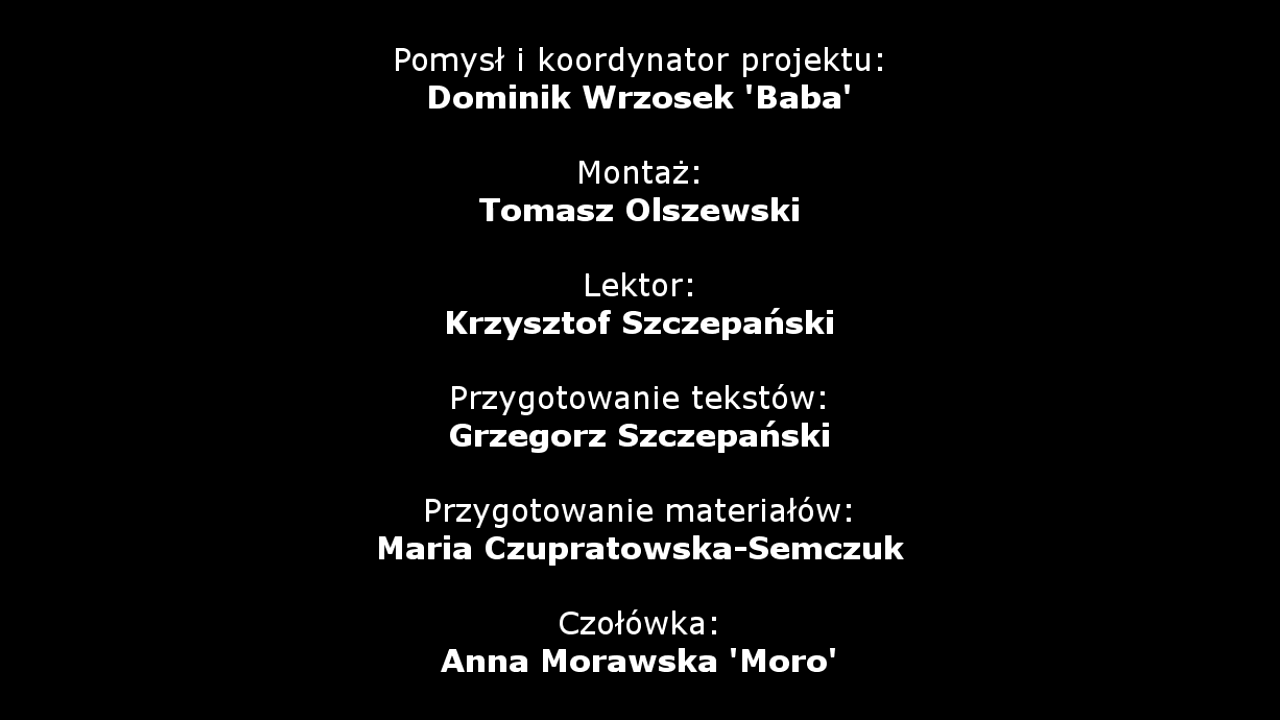 Pomysł i koordynator projektu:
Dominik Wrzosek 'Baba'
Montaż:
Tomasz Olszewski
Lektor:
Krzysztof Szczepański
Przygotowanie tekstów:
Grzegorz Szczepański
Przygotowanie materiałów:
Maria Czupratowska-Semczuk
Czołówka:
Anna Morawska 'Moro'